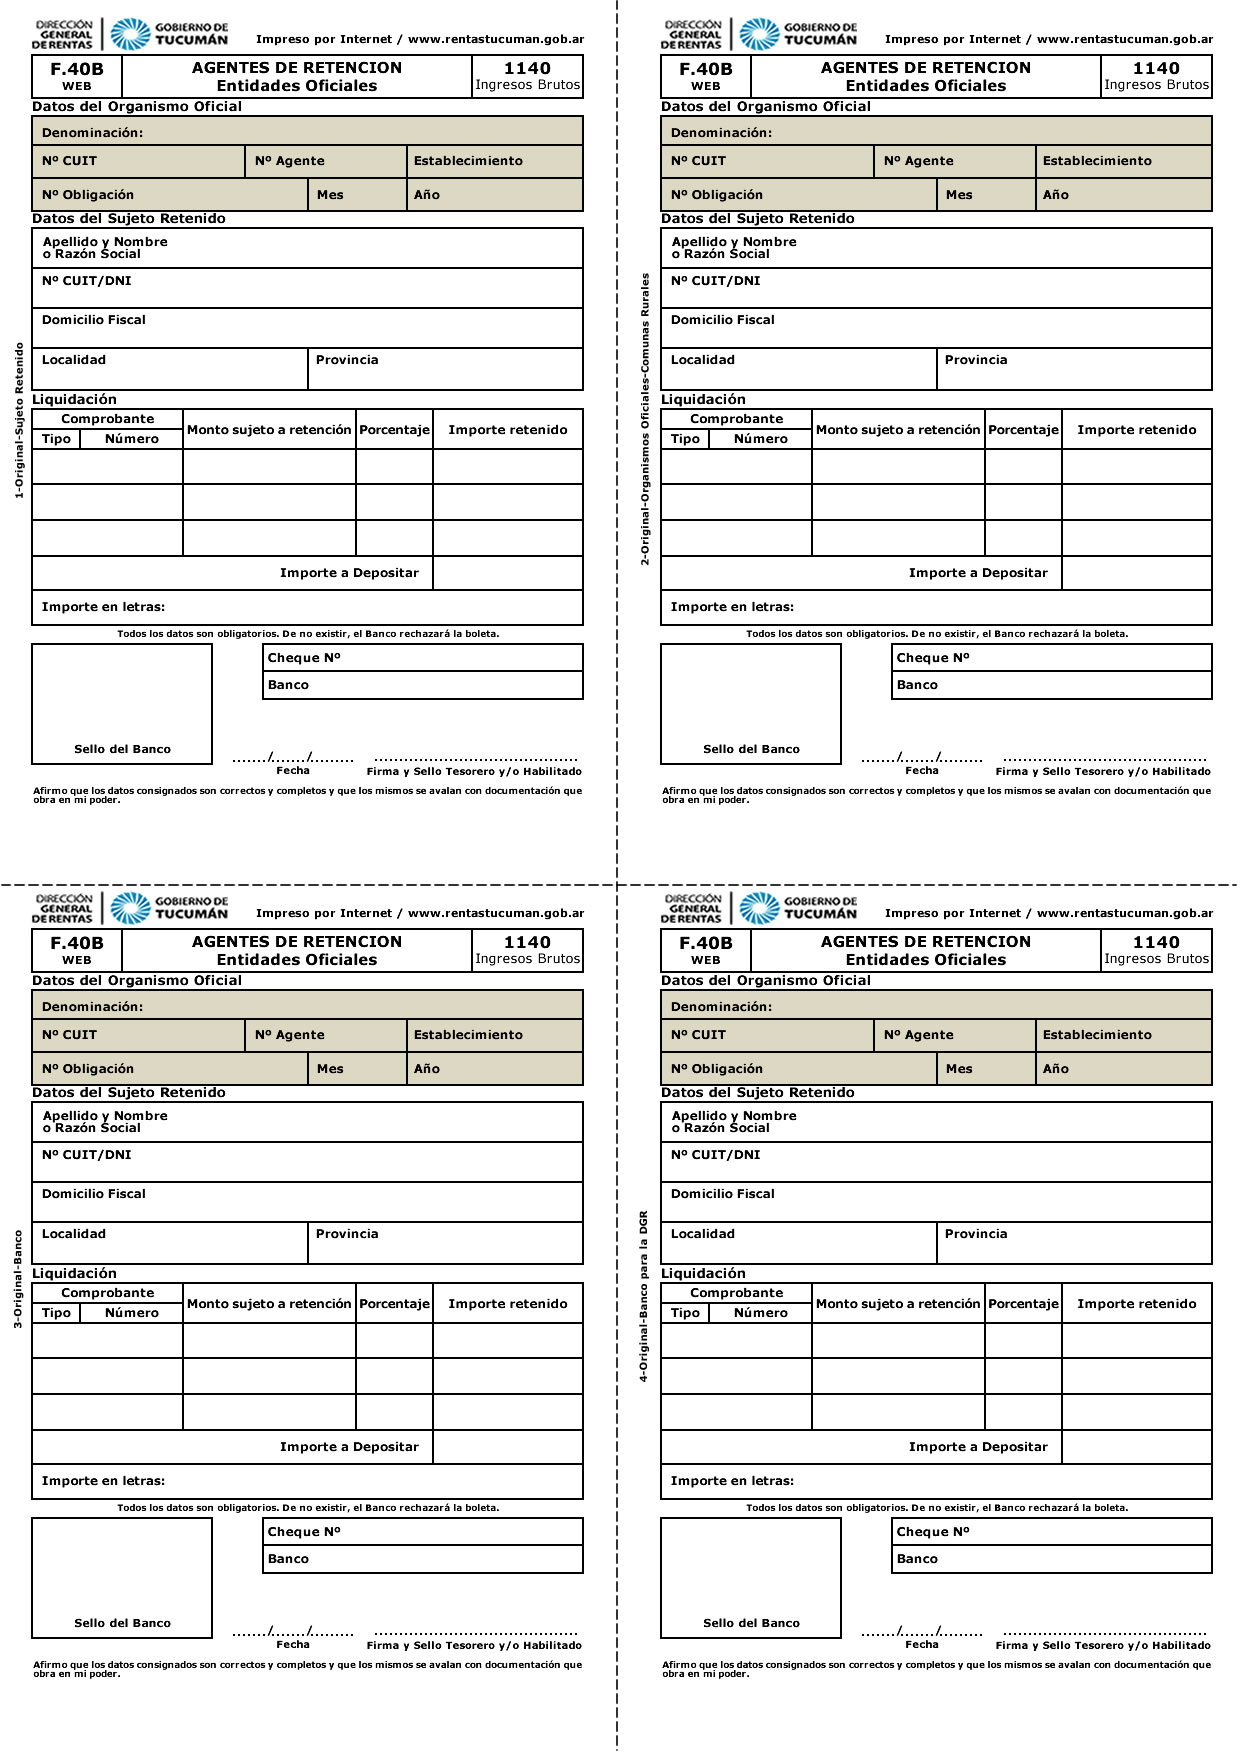 DIRECCIÓN
GENERAL
DE RENTAS
GOBIERNO DE
TUCUMÁN
Impreso por Internet / www.rentastucuman.gob.ar
F.40B
WEB
AGENTES DE RETENCION
Entidades Oficiales
1140
Ingresos Brutos
Datos del Organismo Oficial
Denominación:
Nº CUIT Nº Agente Establecimiento
Nº Obligación Mes Año
Datos del Sujeto Retenido
Apellido y Nombre
o Razón Social
Nº CUIT/DNI
Domicilio Fiscal
Localidad Provincia
Liquidación
Comprobante
Tipo Número
Monto sujeto a retención Porcentaje Importe retenido
Importe a Depositar
Importe en letras:
Todos los datos son obligatorios. De no existir, el Banco rechazará la boleta.
Cheque Nº
Banco
Sello del Banco
......./......./.........
Fecha
Firma y Sello Tesorero y/o Habilitado
Afirmo que los datos consignados son correctos y completos y que los mismos se avalan con documentación que
obra en mi poder.
1-Original-Sujeto Retenido
DIRECCIÓN
GENERAL
DE RENTAS
GOBIERNO DE
TUCUMÁN
Impreso por Internet / www.rentastucuman.gob.ar
F.40B
WEB
AGENTES DE RETENCION
Entidades Oficiales
1140
Ingresos Brutos
Datos del Organismo Oficial
Denominación:
Nº CUIT Nº Agente Establecimiento
Nº Obligación Mes Año
Datos del Sujeto Retenido
Apellido y Nombre
o Razón Social
Nº CUIT/DNI
Domicilio Fiscal
Localidad Provincia
Liquidación
Comprobante
Tipo Número
Monto sujeto a retención Porcentaje Importe retenido
Importe a Depositar
Importe en letras:
Todos los datos son obligatorios. De no existir, el Banco rechazará la boleta.
Cheque Nº
Banco
Sello del Banco
......./......./.........
Fecha
Firma y Sello Tesorero y/o Habilitado
Afirmo que los datos consignados son correctos y completos y que los mismos se avalan con documentación que
obra en mi poder.
2-Original-Organismos Oficiales-Comunas Rurales
DIRECCIÓN
GENERAL
DE RENTAS
GOBIERNO DE
TUCUMÁN
Impreso por Internet / www.rentastucuman.gob.ar
F.40B
WEB
AGENTES DE RETENCION
Entidades Oficiales
1140
Ingresos Brutos
Datos del Organismo Oficial
Denominación:
Nº CUIT Nº Agente Establecimiento
Nº Obligación Mes Año
Datos del Sujeto Retenido
Apellido y Nombre
o Razón Social
Nº CUIT/DNI
Domicilio Fiscal
Localidad Provincia
Liquidación
Comprobante
Tipo Número
Monto sujeto a retención Porcentaje Importe retenido
Importe a Depositar
Importe en letras:
Todos los datos son obligatorios. De no existir, el Banco rechazará la boleta.
Cheque Nº
Banco
Sello del Banco
......./......./.........
Fecha
Firma y Sello Tesorero y/o Habilitado
Afirmo que los datos consignados son correctos y completos y que los mismos se avalan con documentación que
obra en mi poder.
3-Original-Banco
DIRECCIÓN
GENERAL
DE RENTAS
GOBIERNO DE
TUCUMÁN
Impreso por Internet / www.rentastucuman.gob.ar
F.40B
WEB
AGENTES DE RETENCION
Entidades Oficiales
1140
Ingresos Brutos
Datos del Organismo Oficial
Denominación:
Nº CUIT Nº Agente Establecimiento
Nº Obligación Mes Año
Datos del Sujeto Retenido
Apellido y Nombre
o Razón Social
Nº CUIT/DNI
Domicilio Fiscal
Localidad Provincia
Liquidación
Comprobante
Tipo Número
Monto sujeto a retención Porcentaje Importe retenido
Importe a Depositar
Importe en letras:
Todos los datos son obligatorios. De no existir, el Banco rechazará la boleta.
Cheque Nº
Banco
Sello del Banco
......./......./.........
Fecha
Firma y Sello Tesorero y/o Habilitado
Afirmo que los datos consignados son correctos y completos y que los mismos se avalan con documentación que
obra en mi poder.
4-Original-Banco para la DGR